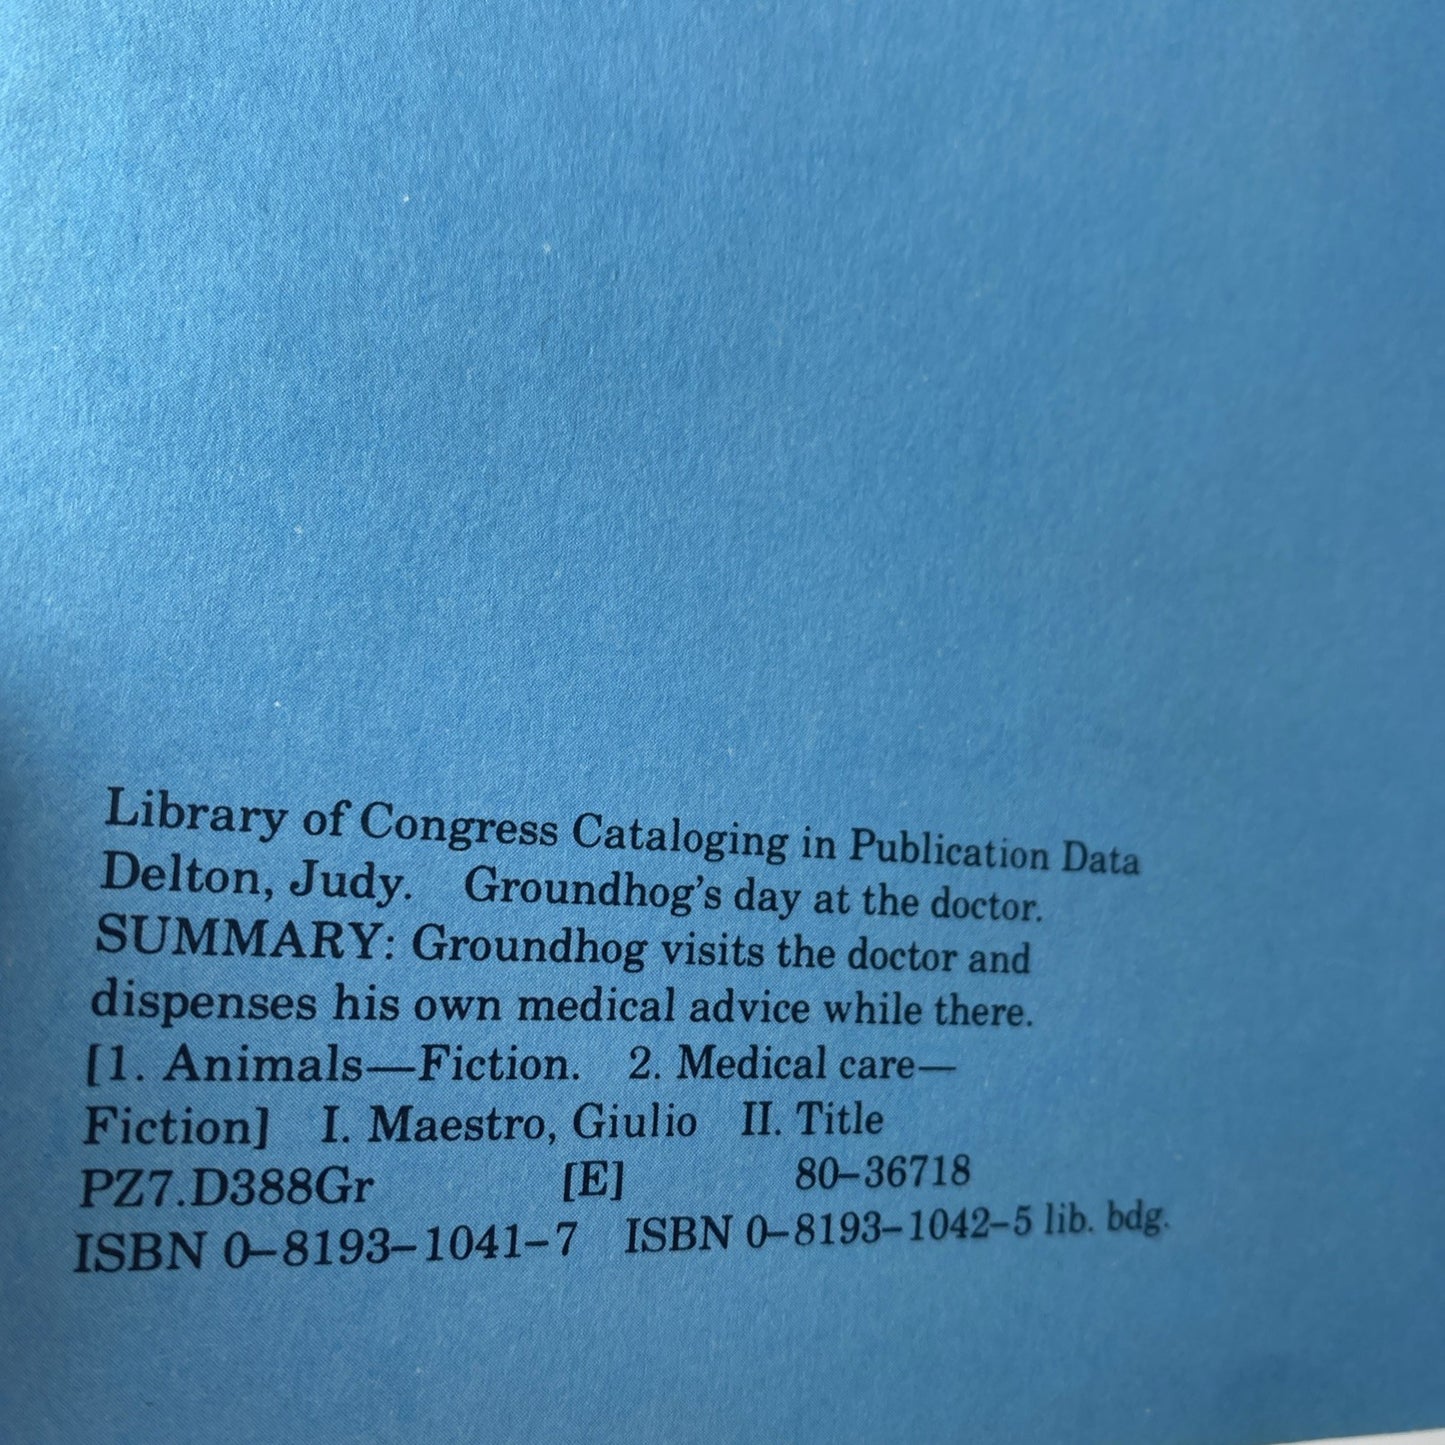 Library of Congress Cataloging in Publication Data
Delton, Judy.   Groundhog's day at the doctor.
SUMMARY: Groundhog visits the doctor and
dispenses his own medical advice while there.
[1. Animals—Fiction.   2. Medical care—
Fiction]   I. Maestro, Giulio   II. Title
PZ7.D388Gr   [E]   80–36718
ISBN 0–8193–1041–7   ISBN 0–8193–1042–5 lib. bdg.